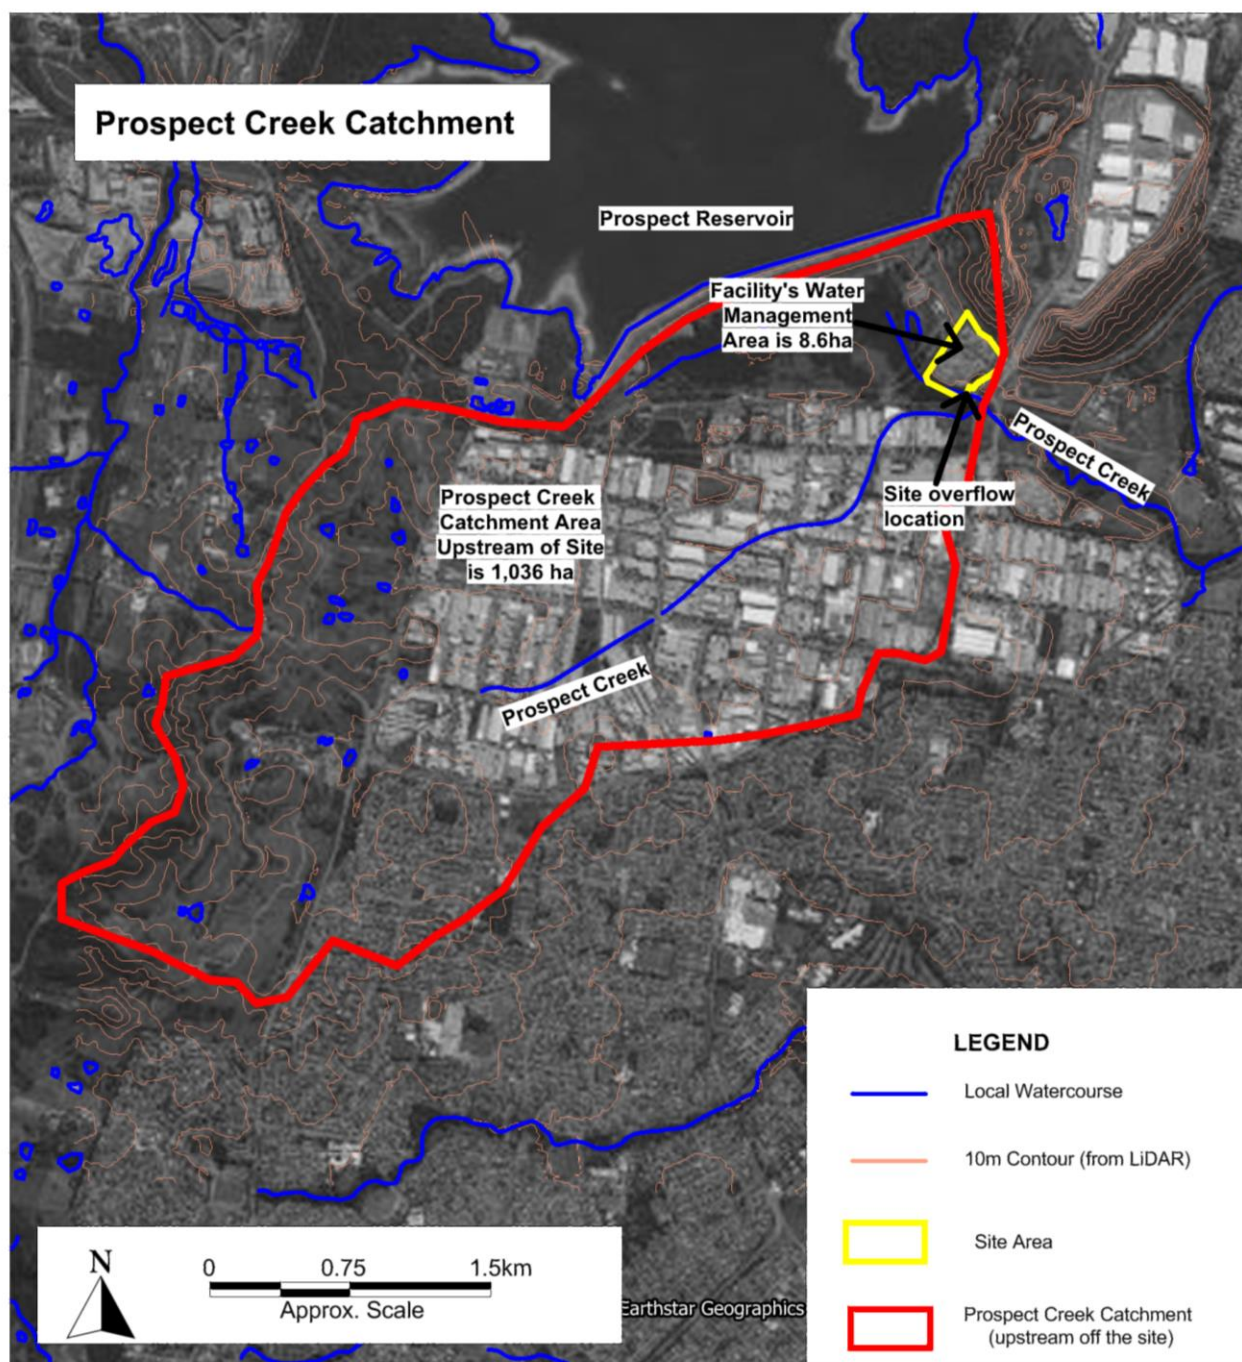 Prospect Creek Catchment
Prospect Reservoir
Facility's Water
Management
Area is 8.6ha
Prospect Creek
Prospect Creek
Catchment Area
Upstream of Site
is 1,036 ha
Site overflow
location
Prospect Creek
LEGEND
Local Watercourse
10m Contour (from LiDAR)
Site Area
Prospect Creek Catchment
(upstream off the site)
N
0 0.75 1.5km
Approx. Scale
Earthstar Geographics